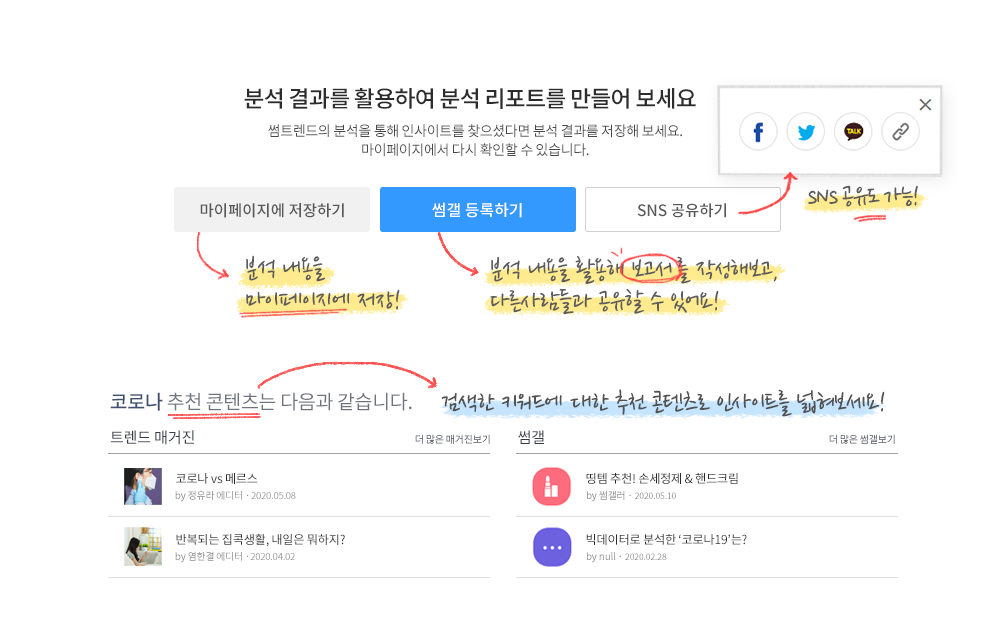 분석 결과를 활용하여 분석 리포트를 만들어 보세요
썸트렌드의 분석을 통해 인사이트를 찾으셨다면 분석 결과를 저장해 보세요.
마이페이지에서 다시 확인할 수 있습니다.
TALK
마이페이지에 저장하기
썸갤 등록하기
SNS 공유하기
SNS 공유도 가능!
분석 내용을
마이페이지에 저장!
분석 내용을 활용해 보고서를 작성해보고,
다른사람들과 공유할 수 있어요!
코로나 추천 콘텐츠는 다음과 같습니다.
검색한 키워드에 대한 추천 콘텐츠로 인사이트를 넓혀보세요!
트렌드 매거진
더 많은 매거진보기
코로나 vs 메르스
by 정유라 에디터 · 2020.05.08
반복되는 집콕생활, 내일은 뭐하지?
by 염한결 에디터 · 2020.04.02
썸갤
더 많은 썸갤보기
띵템 추천! 손세정제 & 핸드크림
by 썸갤러 · 2020.05.10
빅데이터로 분석한 ‘코로나19’는?
by null · 2020.02.28